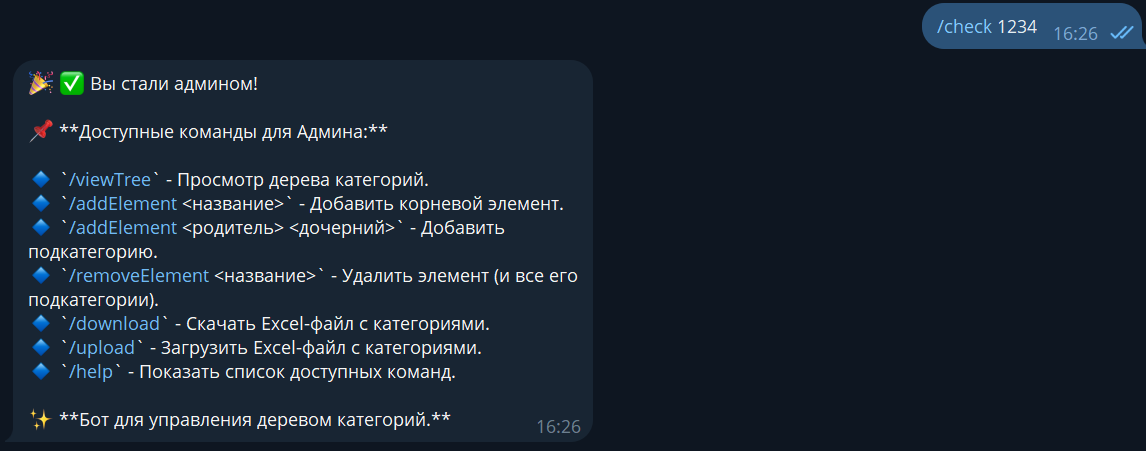 /check 1234 16:26
🎉 ✅ Вы стали админом!
📌 **Доступные команды для Админа:**
🔹 `/viewTree` - Просмотр дерева категорий.
🔹 `/addElement <название>` - Добавить корневой элемент.
🔹 `/addElement <родитель> <дочерний>` - Добавить
подкатегорию.
🔹 `/removeElement <название>` - Удалить элемент (и все его
подкатегории).
🔹 `/download` - Скачать Excel-файл с категориями.
🔹 `/upload` - Загрузить Excel-файл с категориями.
🔹 `/help` - Показать список доступных команд.
✨ **Бот для управления деревом категорий.**
16:26